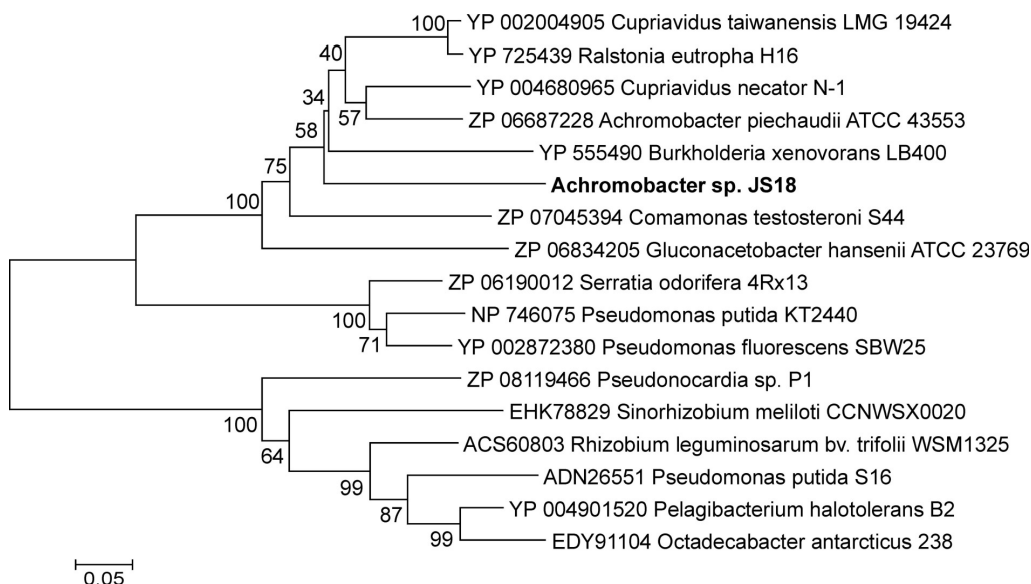 100 YP 002004905 Cupriavidus taiwanensis LMG 19424
40
YP 725439 Ralstonia eutropha H16
34
YP 004680965 Cupriavidus necator N-1
57
ZP 06687228 Achromobacter piechaudii ATCC 43553
58
YP 555490 Burkholderia xenovorans LB400
75
Achromobacter sp. JS18
100
ZP 07045394 Comamonas testosteroni S44
ZP 06834205 Gluconacetobacter hansenii ATCC 23769
ZP 06190012 Serratia odorifera 4Rx13
100
NP 746075 Pseudomonas putida KT2440
71
YP 002872380 Pseudomonas fluorescens SBW25
ZP 08119466 Pseudonocardia sp. P1
100
EHK78829 Sinorhizobium meliloti CCNWSX0020
64
ACS60803 Rhizobium leguminosarum bv. trifolii WSM1325
99
ADN26551 Pseudomonas putida S16
87
YP 004901520 Pelagibacterium halotolerans B2
99
EDY91104 Octadecabacter antarcticus 238
0.05